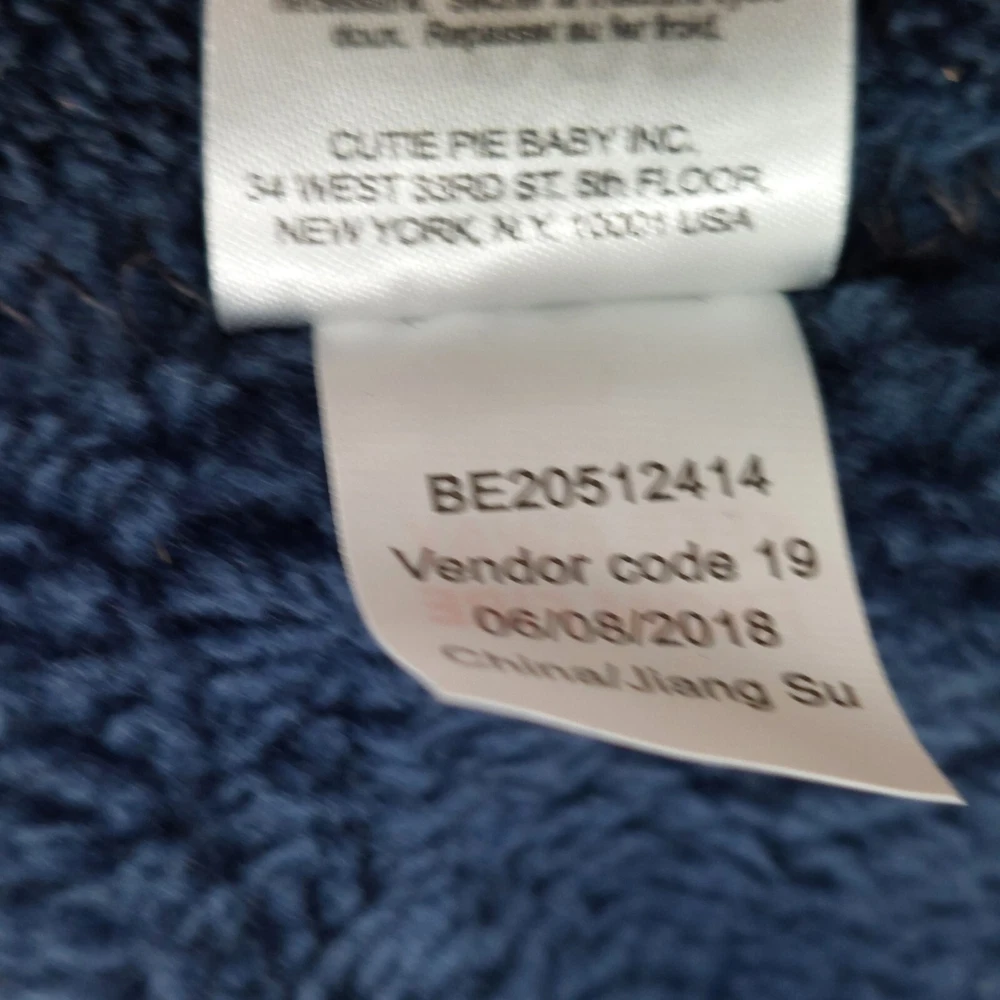 doux. Repasser au fer froid.
CUTIE PIE BABY INC.
34 WEST 33RD ST. 5th FLOOR,
NEW YORK, N.Y. 10001 USA
BE20512414
Vendor code 19
06/08/2018
China/Jiang Su